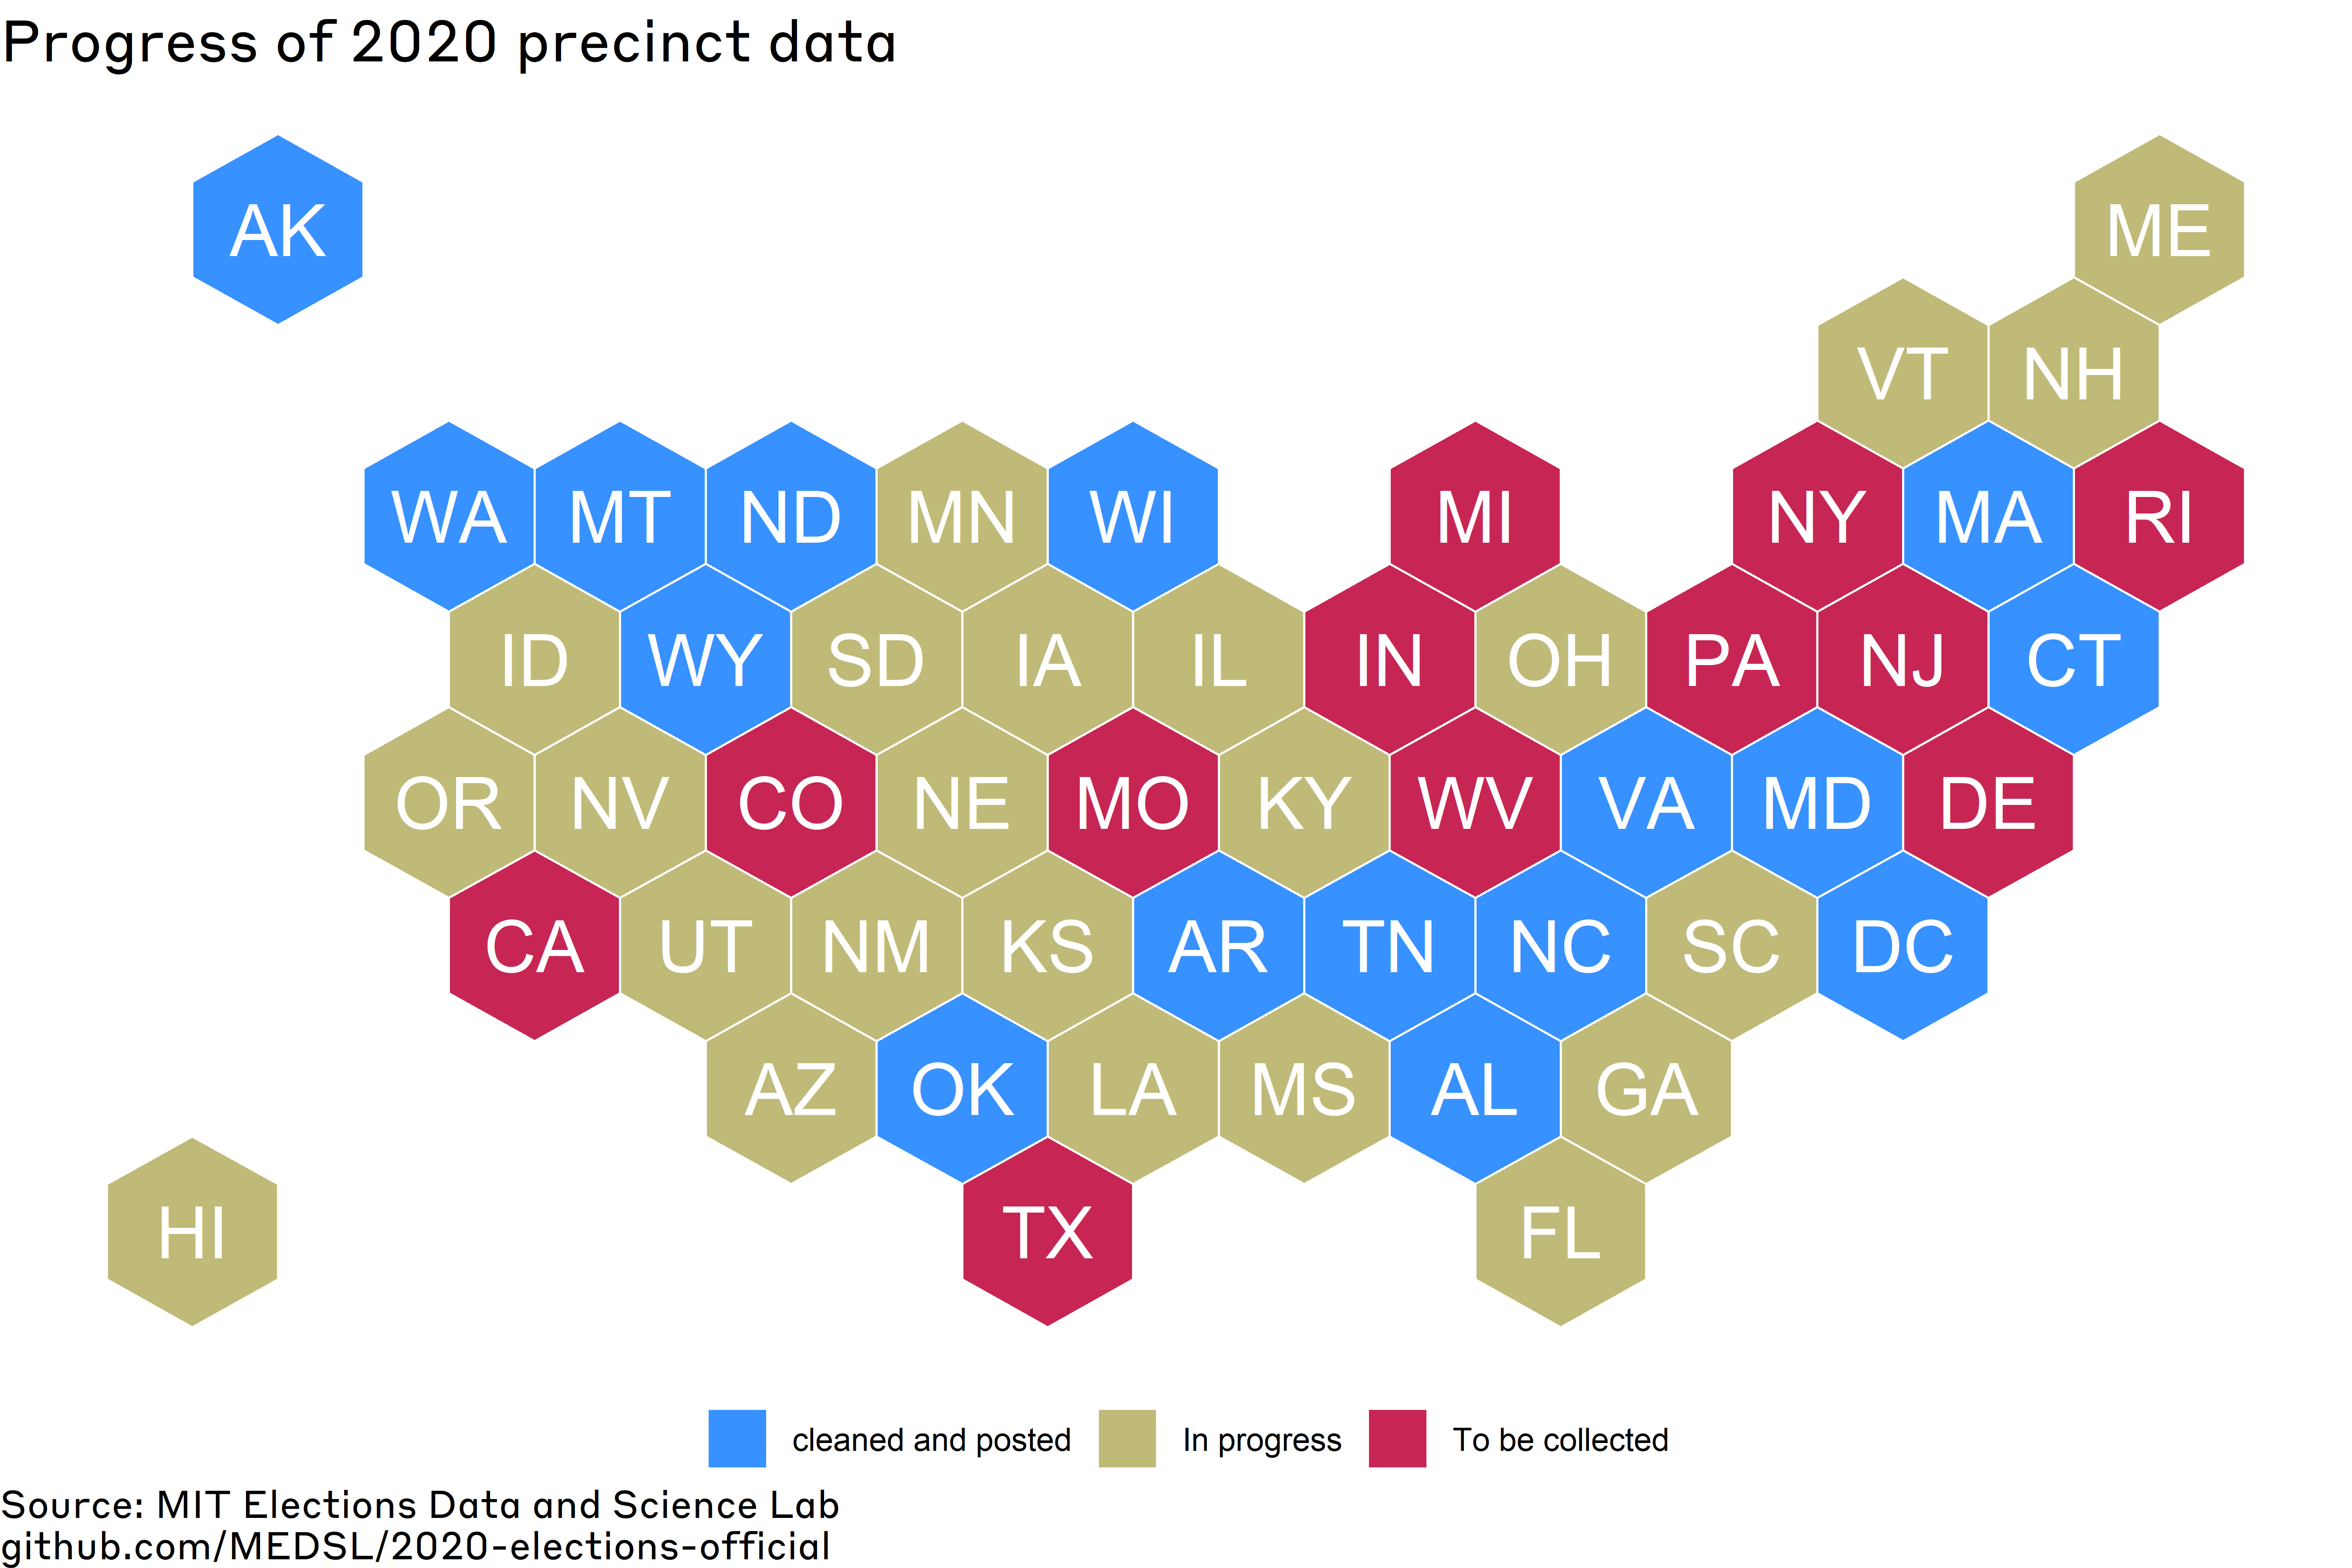 Progress of 2020 precinct data
AK
ME
VT NH
WA MT ND MN WI MI NY MA RI
ID WY SD IA IL IN OH PA NJ CT
OR NV CO NE MO KY WV VA MD DE
CA UT NM KS AR TN NC SC DC
AZ OK LA MS AL GA
HI TX FL
cleaned and posted In progress To be collected
Source: MIT Elections Data and Science Lab
github.com/MEDSL/2020-elections-official